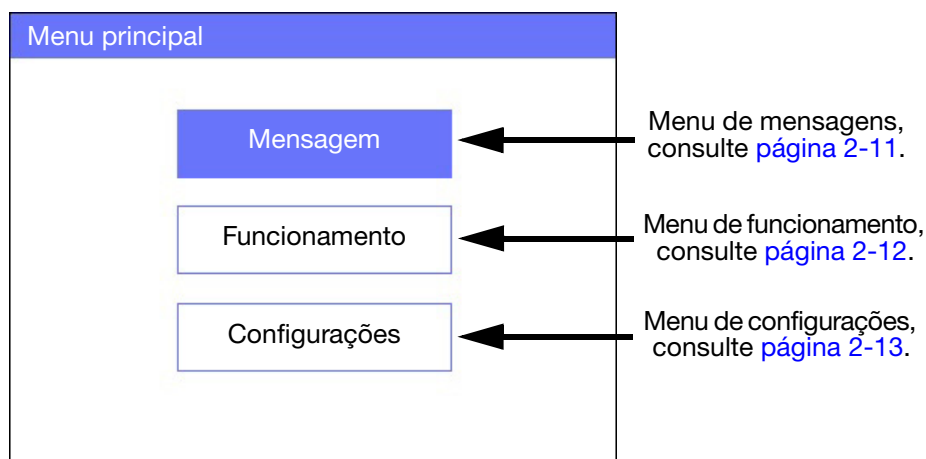 Menu principal
Mensagem
Menu de mensagens,
consulte página 2-11.
Funcionamento
Menu de funcionamento,
consulte página 2-12.
Configurações
Menu de configurações,
consulte página 2-13.